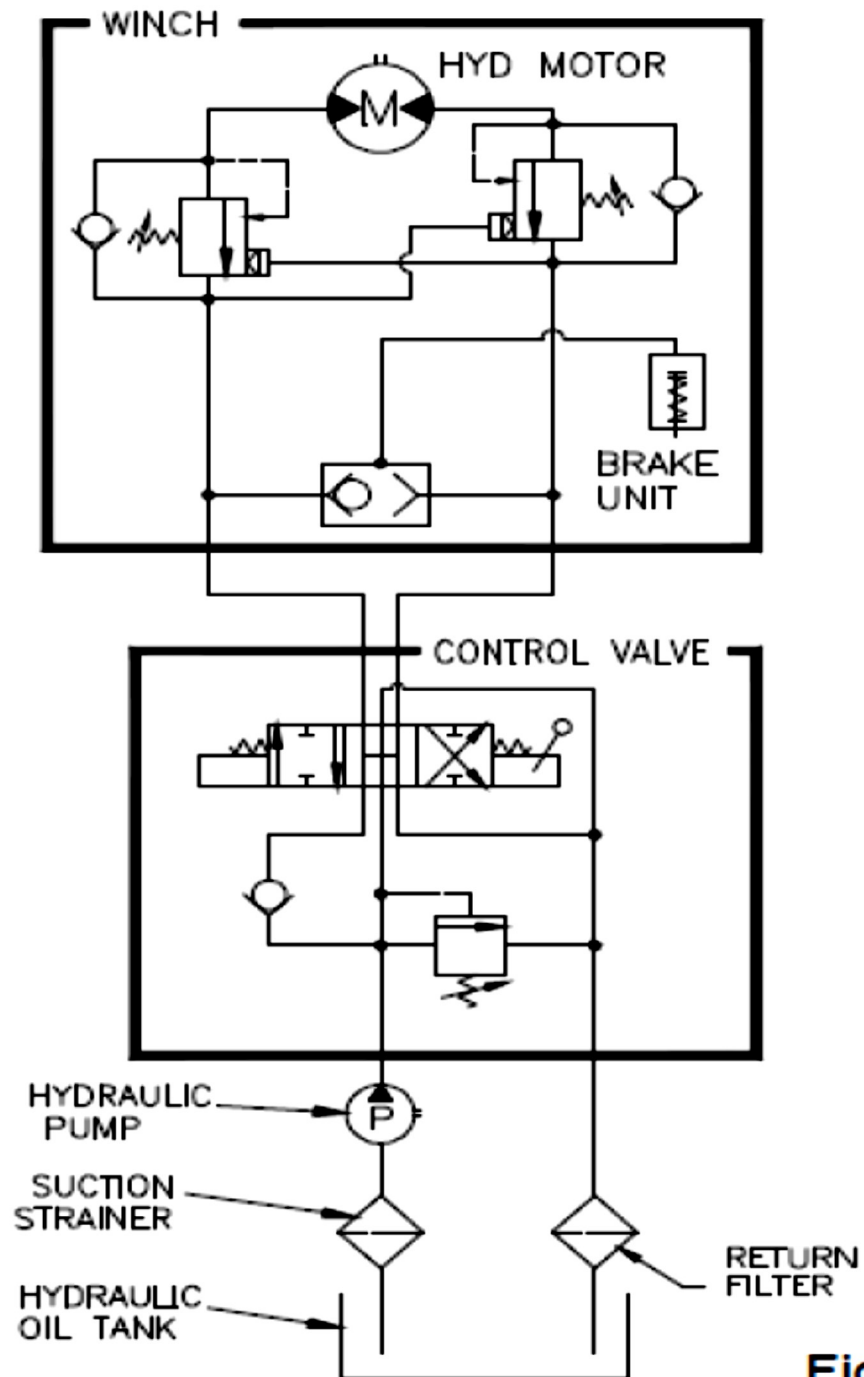 WINCH
HYD MOTOR
M
BRAKE
UNIT
CONTROL VALVE
HYDRAULIC
PUMP
P
SUCTION
STRAINER
RETURN
FILTER
HYDRAULIC
OIL TANK